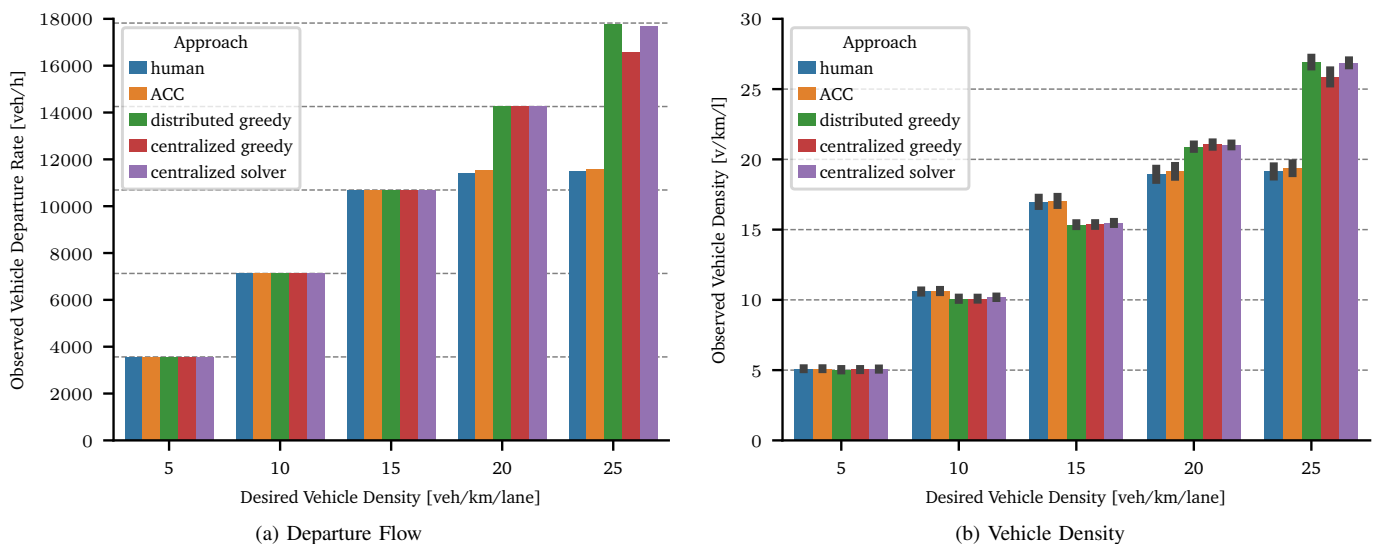 18000
16000
14000
12000
10000
8000
6000
4000
2000
0
Observed Vehicle Departure Rate [veh/h]
Approach
human
ACC
distributed greedy
centralized greedy
centralized solver
5 10 15 20 25
Desired Vehicle Density [veh/km/lane]
(a) Departure Flow
30
25
20
15
10
5
0
Observed Vehicle Density [v/km/l]
Approach
human
ACC
distributed greedy
centralized greedy
centralized solver
5 10 15 20 25
Desired Vehicle Density [veh/km/lane]
(b) Vehicle Density